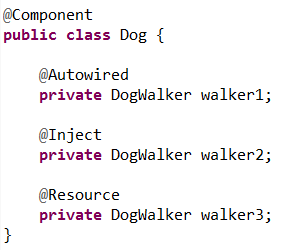 @Component
public class Dog {
@Autowired
private DogWalker walker1;
@Inject
private DogWalker walker2;
@Resource
private DogWalker walker3;
}